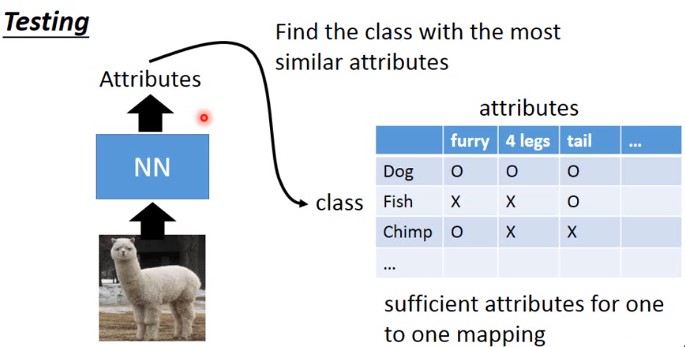 Testing
Find the class with the most
similar attributes
Attributes
NN
class
attributes
furry 4 legs tail ...
Dog O O O
Fish X X O
Chimp O X X
...
sufficient attributes for one
to one mapping